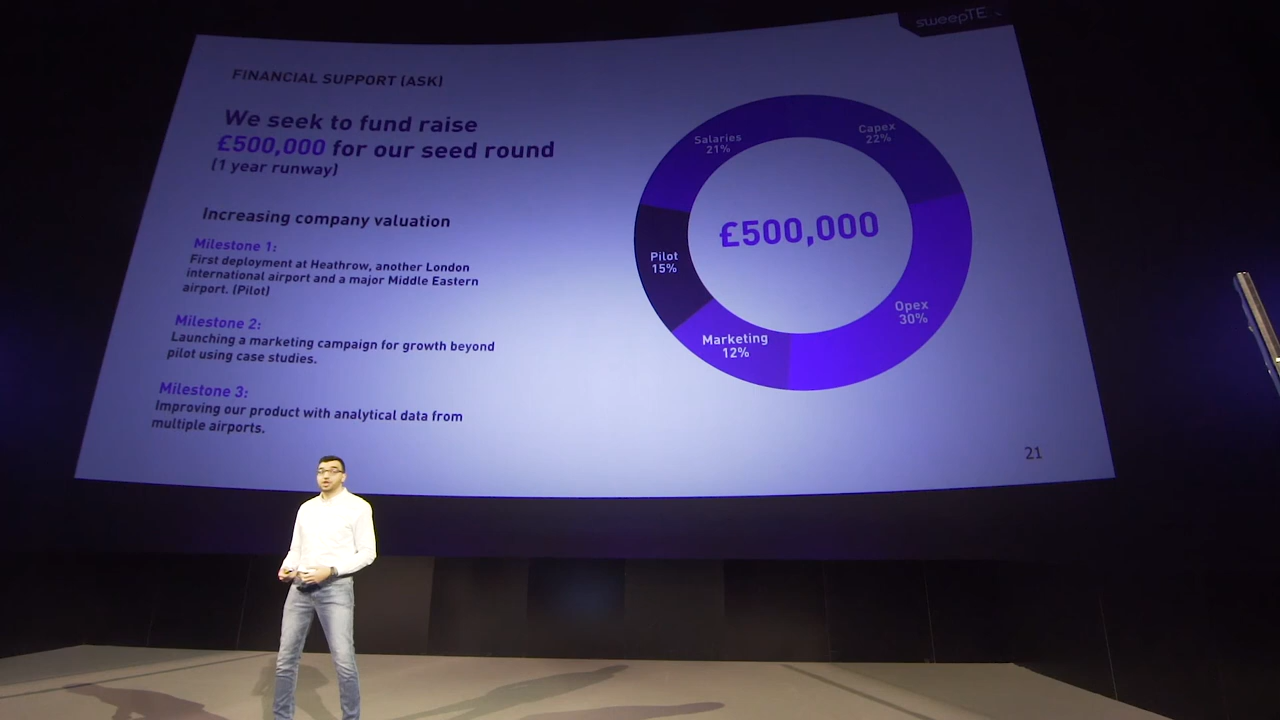 sweepTE
FINANCIAL SUPPORT (ASK)
We seek to fund raise
£500,000 for our seed round
(1 year runway)
Increasing company valuation
Milestone 1:
First deployment at Heathrow, another London
international airport and a major Middle Eastern
airport. (Pilot)
Milestone 2:
Launching a marketing campaign for growth beyond
pilot using case studies.
Milestone 3:
Improving our product with analytical data from
multiple airports.
Salaries
21%
Capex
22%
£500,000
Pilot
15%
Opex
30%
Marketing
12%
21